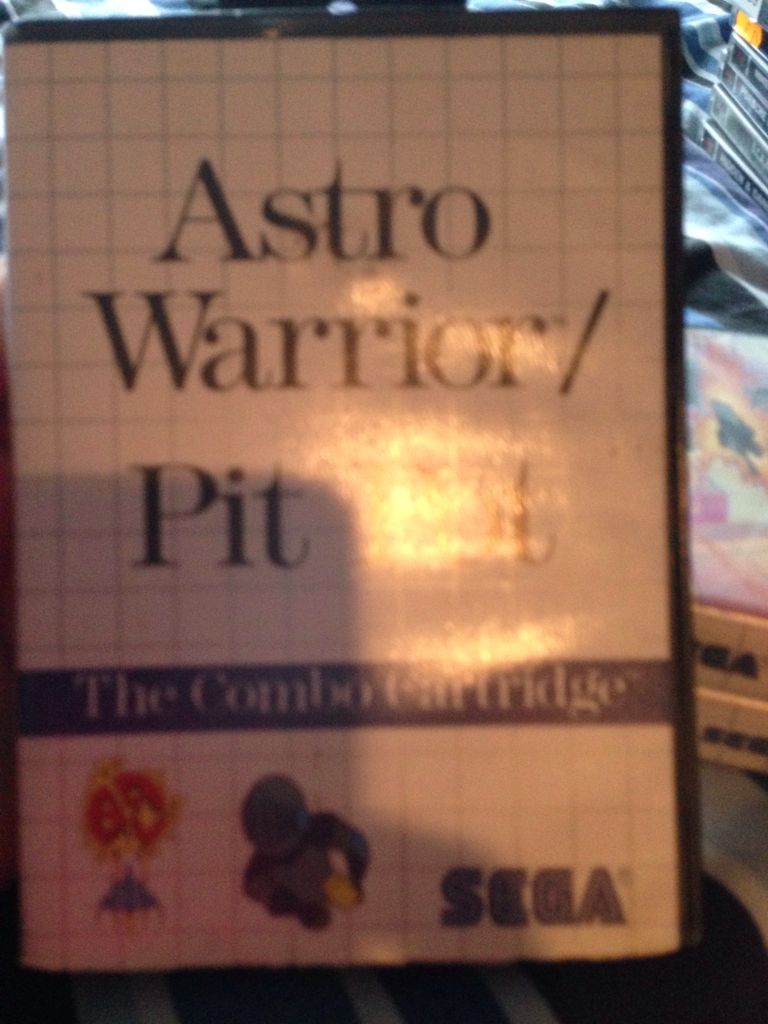 Astro
Warrior/
Pit
The Combo Cartridge
SEGA